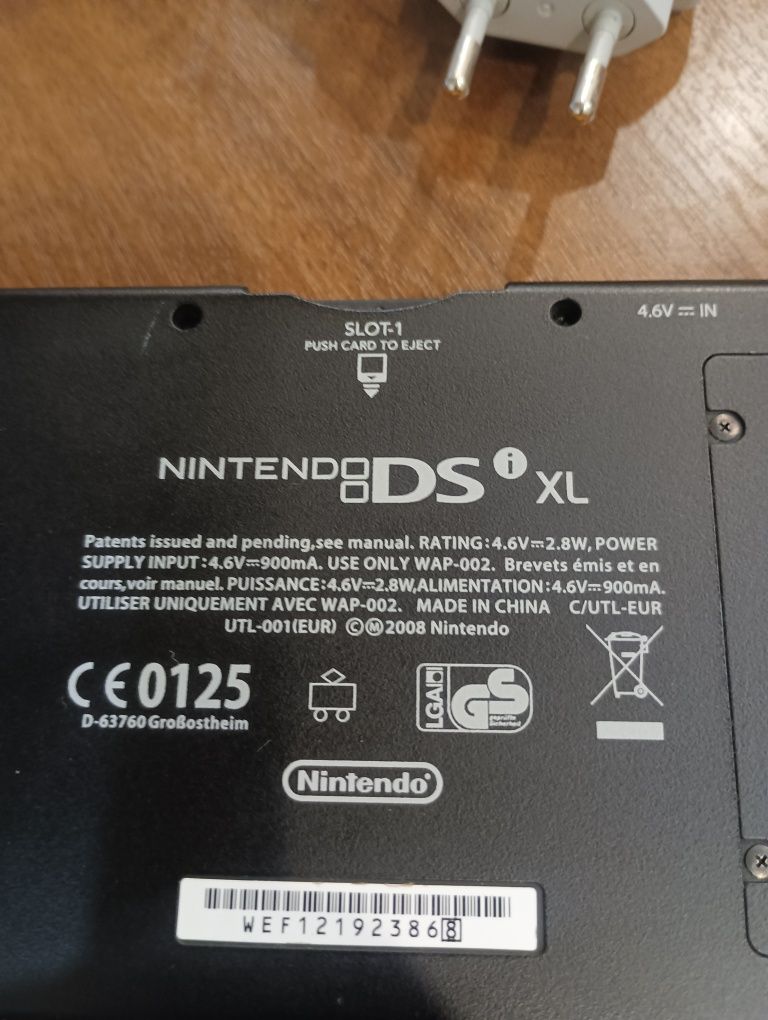 SLOT-1
PUSH CARD TO EJECT
4.6V⎓IN
NINTENDO DSi XL
Patents issued and pending,see manual. RATING:4.6V⎓2.8W, POWER
SUPPLY INPUT:4.6V⎓900mA. USE ONLY WAP-002. Brevets émis et en
cours,voir manuel. PUISSANCE:4.6V⎓2.8W,ALIMENTATION:4.6V⎓900mA.
UTILISER UNIQUEMENT AVEC WAP-002. MADE IN CHINA C/UTL-EUR
UTL-001(EUR) ©Ⓜ2008 Nintendo
CE0125
D-63760 Großostheim
LGA
GS
geprüfte
Sicherheit
Nintendo®
WEF121923868